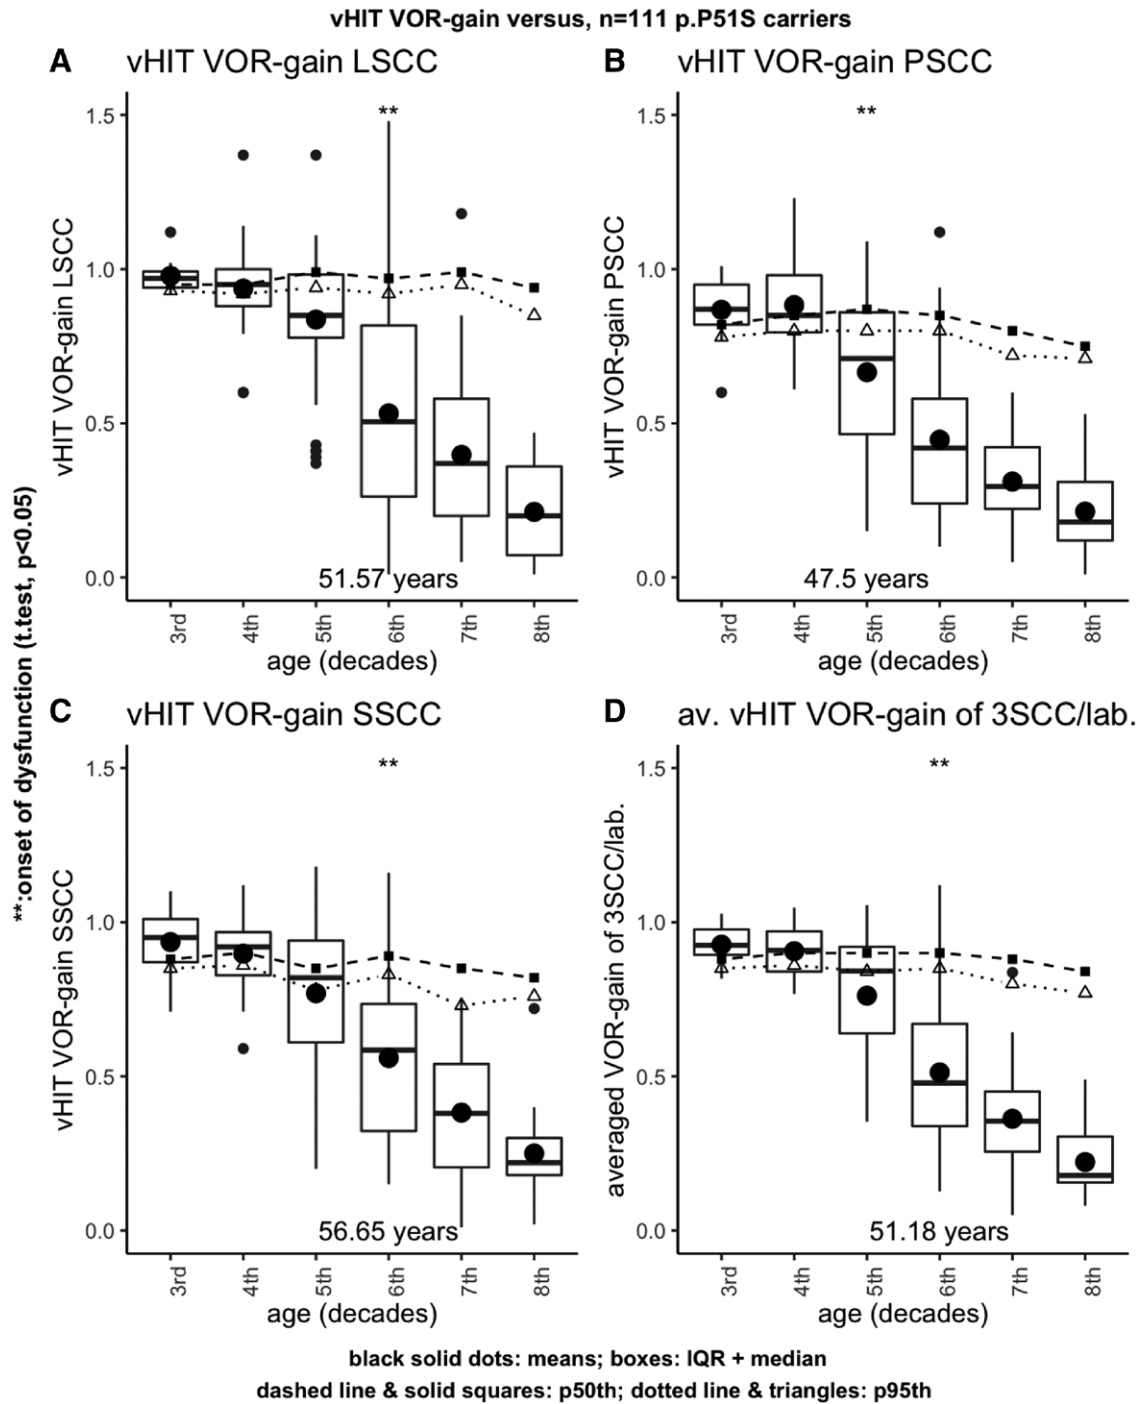 vHIT VOR-gain versus, n=111 p.P51S carriers
A vHIT VOR-gain LSCC
vHIT VOR-gain LSCC
1.5
1.0
0.5
0.0
**
51.57 years
3rd
4th
5th
6th
7th
8th
age (decades)
B vHIT VOR-gain PSCC
vHIT VOR-gain PSCC
1.5
1.0
0.5
0.0
**
47.5 years
3rd
4th
5th
6th
7th
8th
age (decades)
**:onset of dysfunction (t.test, p<0.05)
C vHIT VOR-gain SSCC
vHIT VOR-gain SSCC
1.5
1.0
0.5
0.0
**
56.65 years
3rd
4th
5th
6th
7th
8th
age (decades)
D av. vHIT VOR-gain of 3SCC/lab.
averaged VOR-gain of 3SCC/lab.
1.5
1.0
0.5
0.0
**
51.18 years
3rd
4th
5th
6th
7th
8th
age (decades)
black solid dots: means; boxes: IQR + median
dashed line & solid squares: p50th; dotted line & triangles: p95th